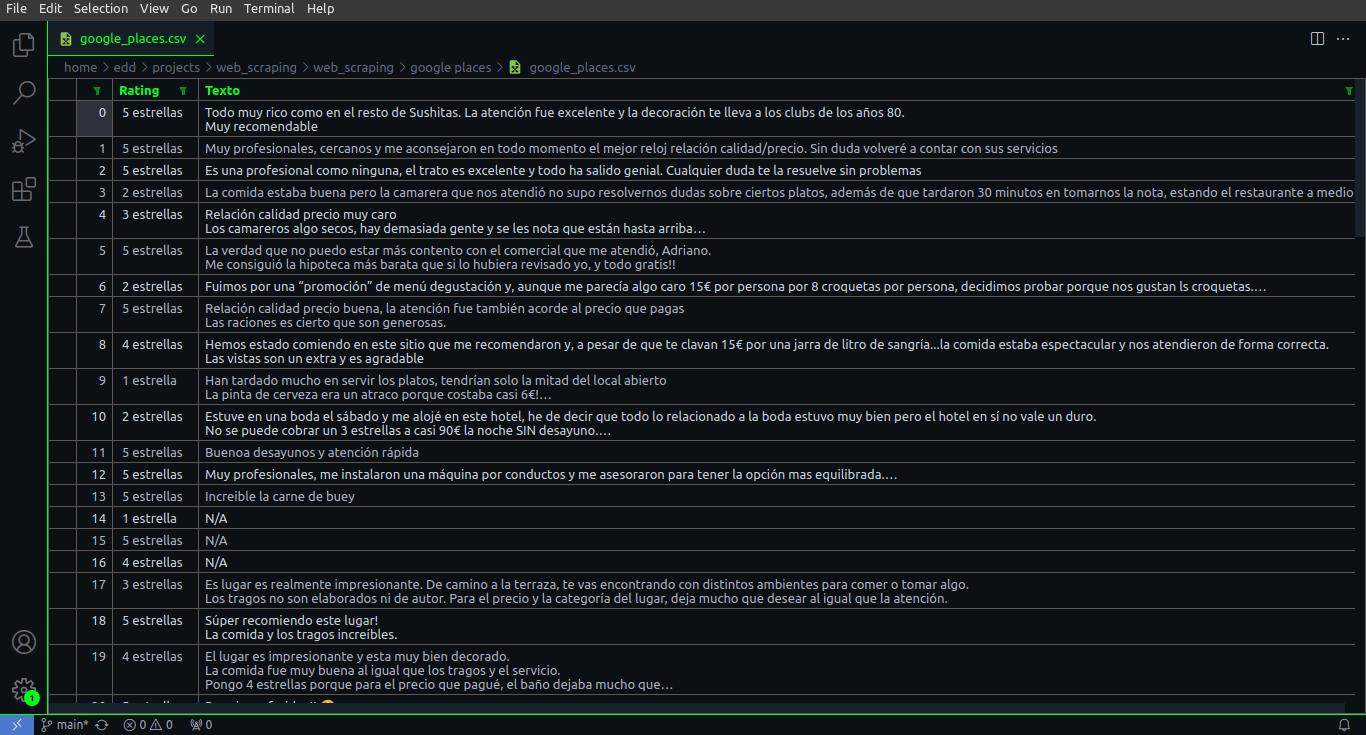 File Edit Selection View Go Run Terminal Help
google_places.csv
home > edd > projects > web_scraping > web_scraping > google places > google_places.csv
Rating Texto
0 5 estrellas Todo muy rico como en el resto de Sushitas. La atención fue excelente y la decoración te lleva a los clubs de los años 80.
Muy recomendable
1 5 estrellas Muy profesionales, cercanos y me aconsejaron en todo momento el mejor reloj relación calidad/precio. Sin duda volveré a contar con sus servicios
2 5 estrellas Es una profesional como ninguna, el trato es excelente y todo ha salido genial. Cualquier duda te la resuelve sin problemas
3 2 estrellas La comida estaba buena pero la camarera que nos atendió no supo resolvernos dudas sobre ciertos platos, además de que tardaron 30 minutos en tomarnos la nota, estando el restaurante a medio
4 3 estrellas Relación calidad precio muy caro
Los camareros algo secos, hay demasiada gente y se les nota que están hasta arriba…
5 5 estrellas La verdad que no puedo estar más contento con el comercial que me atendió, Adriano.
Me consiguió la hipoteca más barata que si lo hubiera revisado yo, y todo gratis!!
6 2 estrellas Fuimos por una “promoción” de menú degustación y, aunque me parecía algo caro 15€ por persona por 8 croquetas por persona, decidimos probar porque nos gustan ls croquetas.…
7 5 estrellas Relación calidad precio buena, la atención fue también acorde al precio que pagas
Las raciones es cierto que son generosas.
8 4 estrellas Hemos estado comiendo en este sitio que me recomendaron y, a pesar de que te clavan 15€ por una jarra de litro de sangría...la comida estaba espectacular y nos atendieron de forma correcta.
Las vistas son un extra y es agradable
9 1 estrella Han tardado mucho en servir los platos, tendrían solo la mitad del local abierto
La pinta de cerveza era un atraco porque costaba casi 6€!…
10 2 estrellas Estuve en una boda el sábado y me alojé en este hotel, he de decir que todo lo relacionado a la boda estuvo muy bien pero el hotel en sí no vale un duro.
No se puede cobrar un 3 estrellas a casi 90€ la noche SIN desayuno.…
11 5 estrellas Buenoa desayunos y atención rápida
12 5 estrellas Muy profesionales, me instalaron una máquina por conductos y me asesoraron para tener la opción mas equilibrada.…
13 5 estrellas Increible la carne de buey
14 1 estrella N/A
15 5 estrellas N/A
16 4 estrellas N/A
17 3 estrellas Es lugar es realmente impresionante. De camino a la terraza, te vas encontrando con distintos ambientes para comer o tomar algo.
Los tragos no son elaborados ni de autor. Para el precio y la categoría del lugar, deja mucho que desear al igual que la atención.
18 5 estrellas Súper recomiendo este lugar!
La comida y los tragos increíbles.
19 4 estrellas El lugar es impresionante y esta muy bien decorado.
La comida fue muy buena al igual que los tragos y el servicio.
Pongo 4 estrellas porque para el precio que pagué, el baño dejaba mucho que…
1
main* 0 0 0